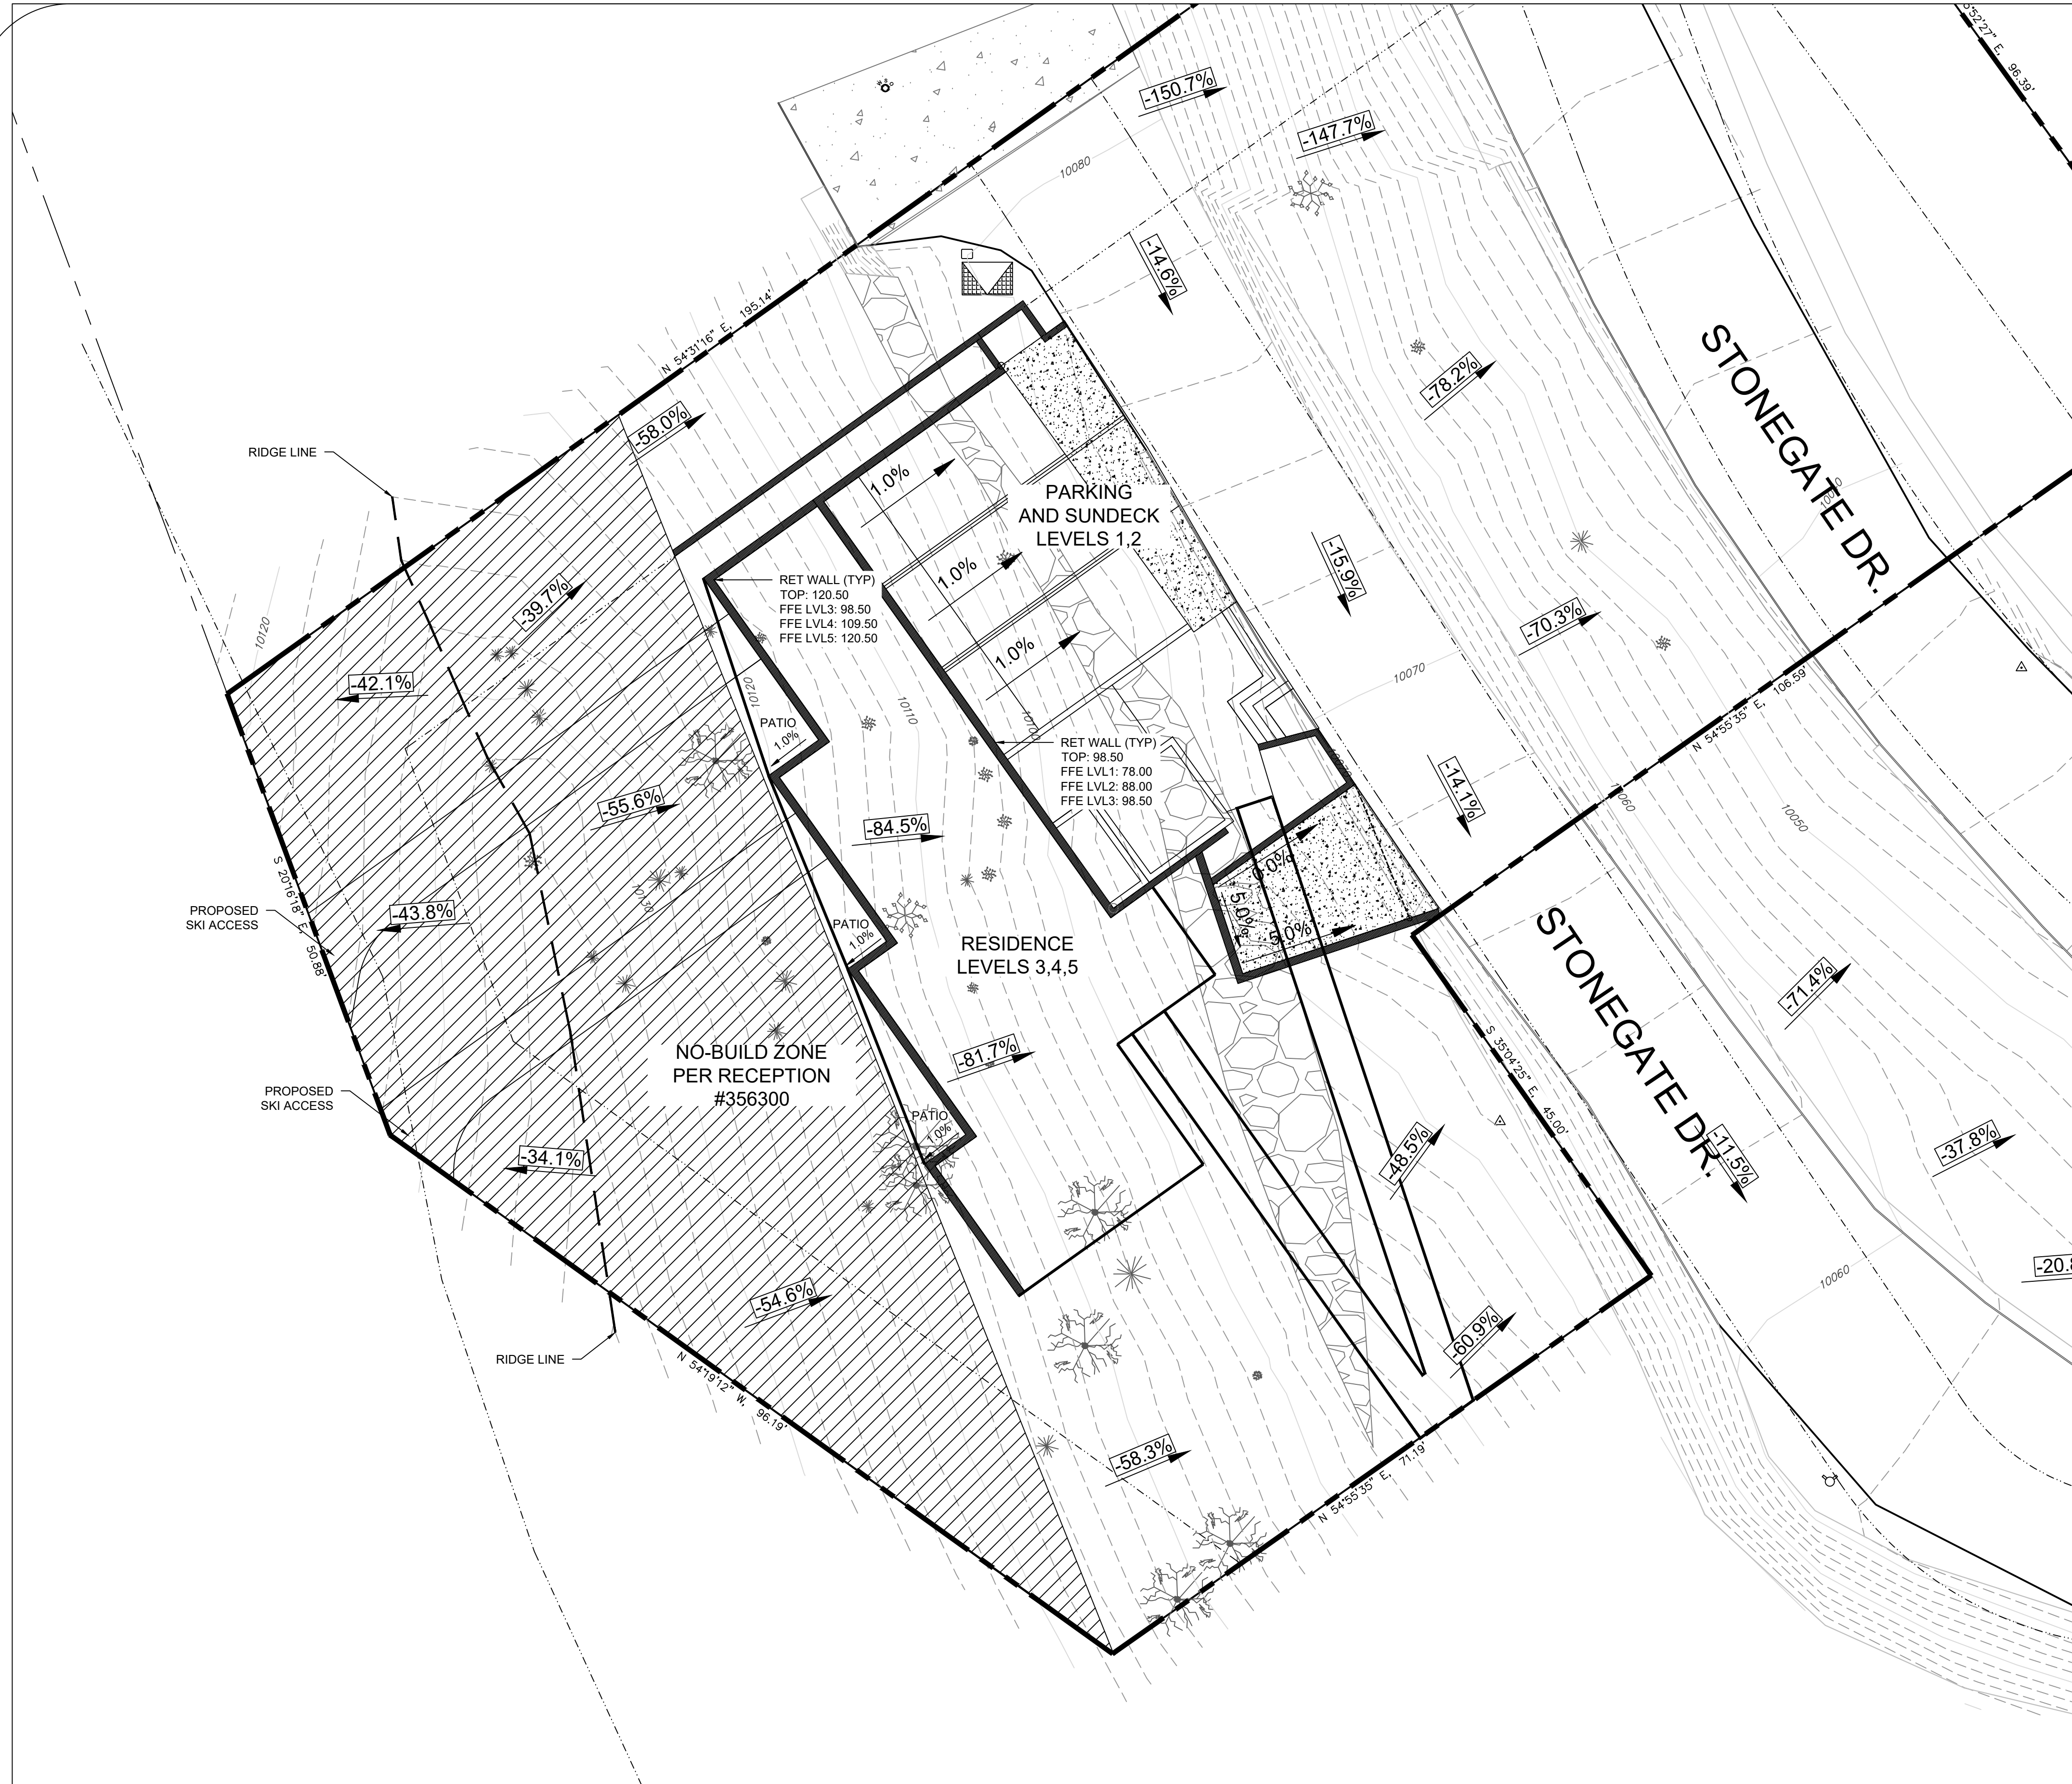 S°52'27" E, 96.39'
-150.7%
-147.7%
10080
-14.6%
N 54°31'16" E, 195.14'
-58.0%
-78.2%
STONEGATE DR.
RIDGE LINE
1.0%
PARKING
AND SUNDECK
LEVELS 1,2
1.0%
1.0%
-15.9%
-70.3%
-39.7%
RET WALL (TYP)
TOP: 120.50
FFE LVL3: 98.50
FFE LVL4: 109.50
FFE LVL5: 120.50
10120
-42.1%
10120
10110
10100
10070
N 54°55'35" E, 106.59'
PATIO
1.0%
RET WALL (TYP)
TOP: 98.50
FFE LVL1: 78.00
FFE LVL2: 88.00
FFE LVL3: 98.50
-14.1%
10060
10050
-55.6%
-84.5%
0.0%
5.0%
5.0%
S 20°16'18" E, 50.88'
PROPOSED
SKI ACCESS
-43.8%
10130
PATIO
1.0%
RESIDENCE
LEVELS 3,4,5
STONEGATE DR.
-71.4%
S 35°04'25" E, 45.00'
NO-BUILD ZONE
PER RECEPTION
#356300
-81.7%
PROPOSED
SKI ACCESS
PATIO
1.0%
-34.1%
-48.5%
-11.5%
-37.8%
10060
-20.8
-54.6%
RIDGE LINE
-60.9%
N 54°19'12" W, 96.19'
-58.3%
N 54°55'35" E, 71.19'